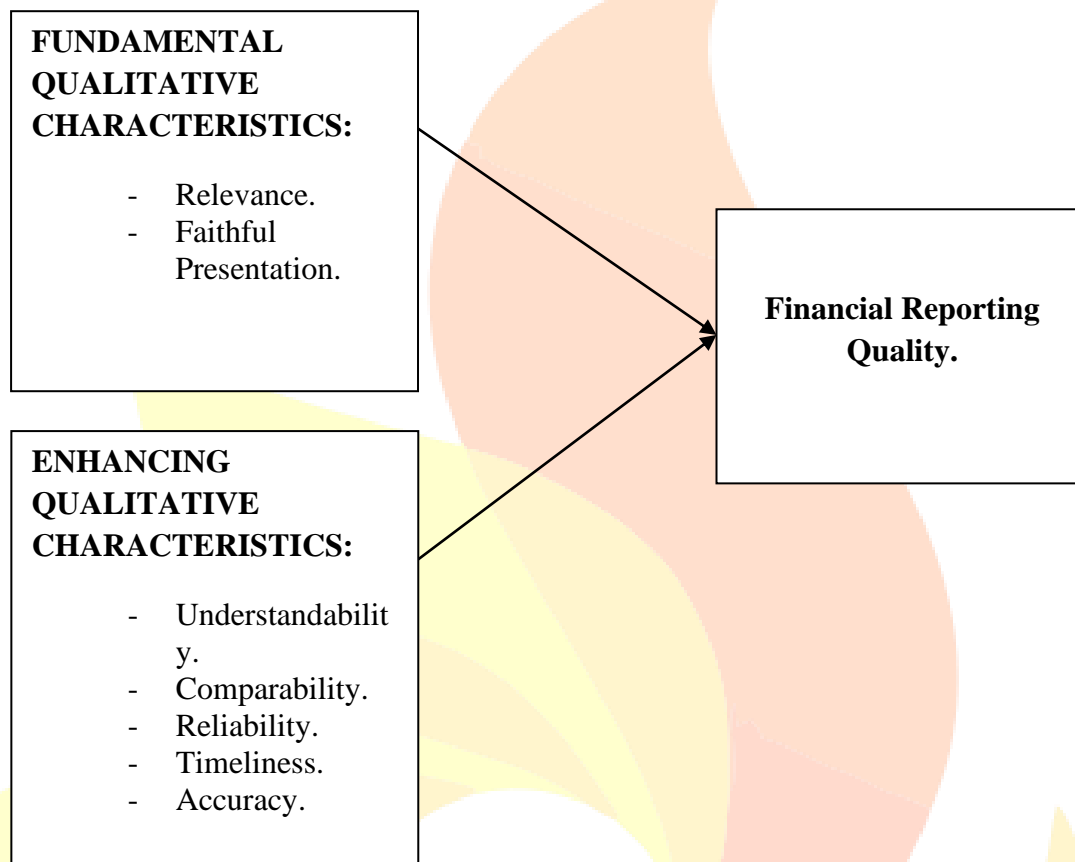 FUNDAMENTAL
QUALITATIVE
CHARACTERISTICS:
- Relevance.
- Faithful
Presentation.
Financial Reporting
Quality.
ENHANCING
QUALITATIVE
CHARACTERISTICS:
- Understandabilit
y.
- Comparability.
- Reliability.
- Timeliness.
- Accuracy.